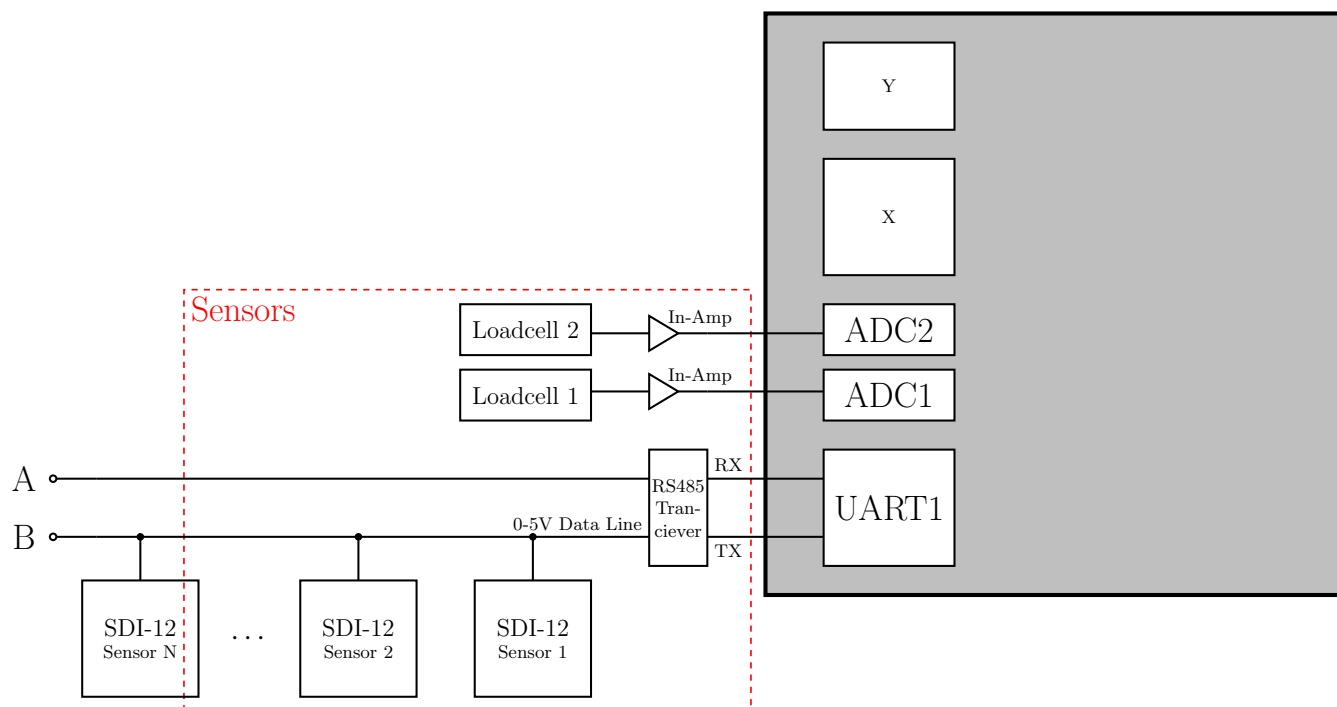 Y
X
Sensors
In-Amp
Loadcell 2
ADC2
In-Amp
Loadcell 1
ADC1
A
RX
RS485
Tran-
ciever
UART1
0-5V Data Line
B
TX
SDI-12
Sensor N
...
SDI-12
Sensor 2
SDI-12
Sensor 1